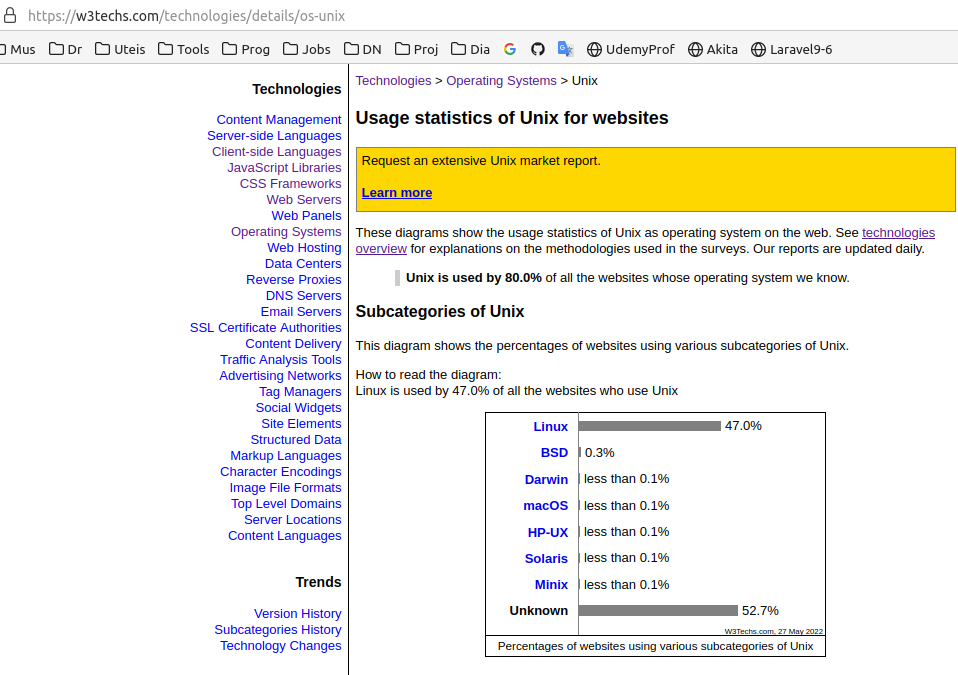 https://w3techs.com/technologies/details/os-unix
Mus Dr Uteis Tools Prog Jobs DN Proj Dia UdemyProf Akita Laravel9-6
Technologies
Content Management
Server-side Languages
Client-side Languages
JavaScript Libraries
CSS Frameworks
Web Servers
Web Panels
Operating Systems
Web Hosting
Data Centers
Reverse Proxies
DNS Servers
Email Servers
SSL Certificate Authorities
Content Delivery
Traffic Analysis Tools
Advertising Networks
Tag Managers
Social Widgets
Site Elements
Structured Data
Markup Languages
Character Encodings
Image File Formats
Top Level Domains
Server Locations
Content Languages
Trends
Version History
Subcategories History
Technology Changes
Technologies > Operating Systems > Unix
Usage statistics of Unix for websites
Request an extensive Unix market report.
Learn more
These diagrams show the usage statistics of Unix as operating system on the web. See technologies
overview for explanations on the methodologies used in the surveys. Our reports are updated daily.
Unix is used by 80.0% of all the websites whose operating system we know.
Subcategories of Unix
This diagram shows the percentages of websites using various subcategories of Unix.
How to read the diagram:
Linux is used by 47.0% of all the websites who use Unix
Linux 47.0%
BSD 0.3%
Darwin less than 0.1%
macOS less than 0.1%
HP-UX less than 0.1%
Solaris less than 0.1%
Minix less than 0.1%
Unknown 52.7%
W3Techs.com, 27 May 2022
Percentages of websites using various subcategories of Unix